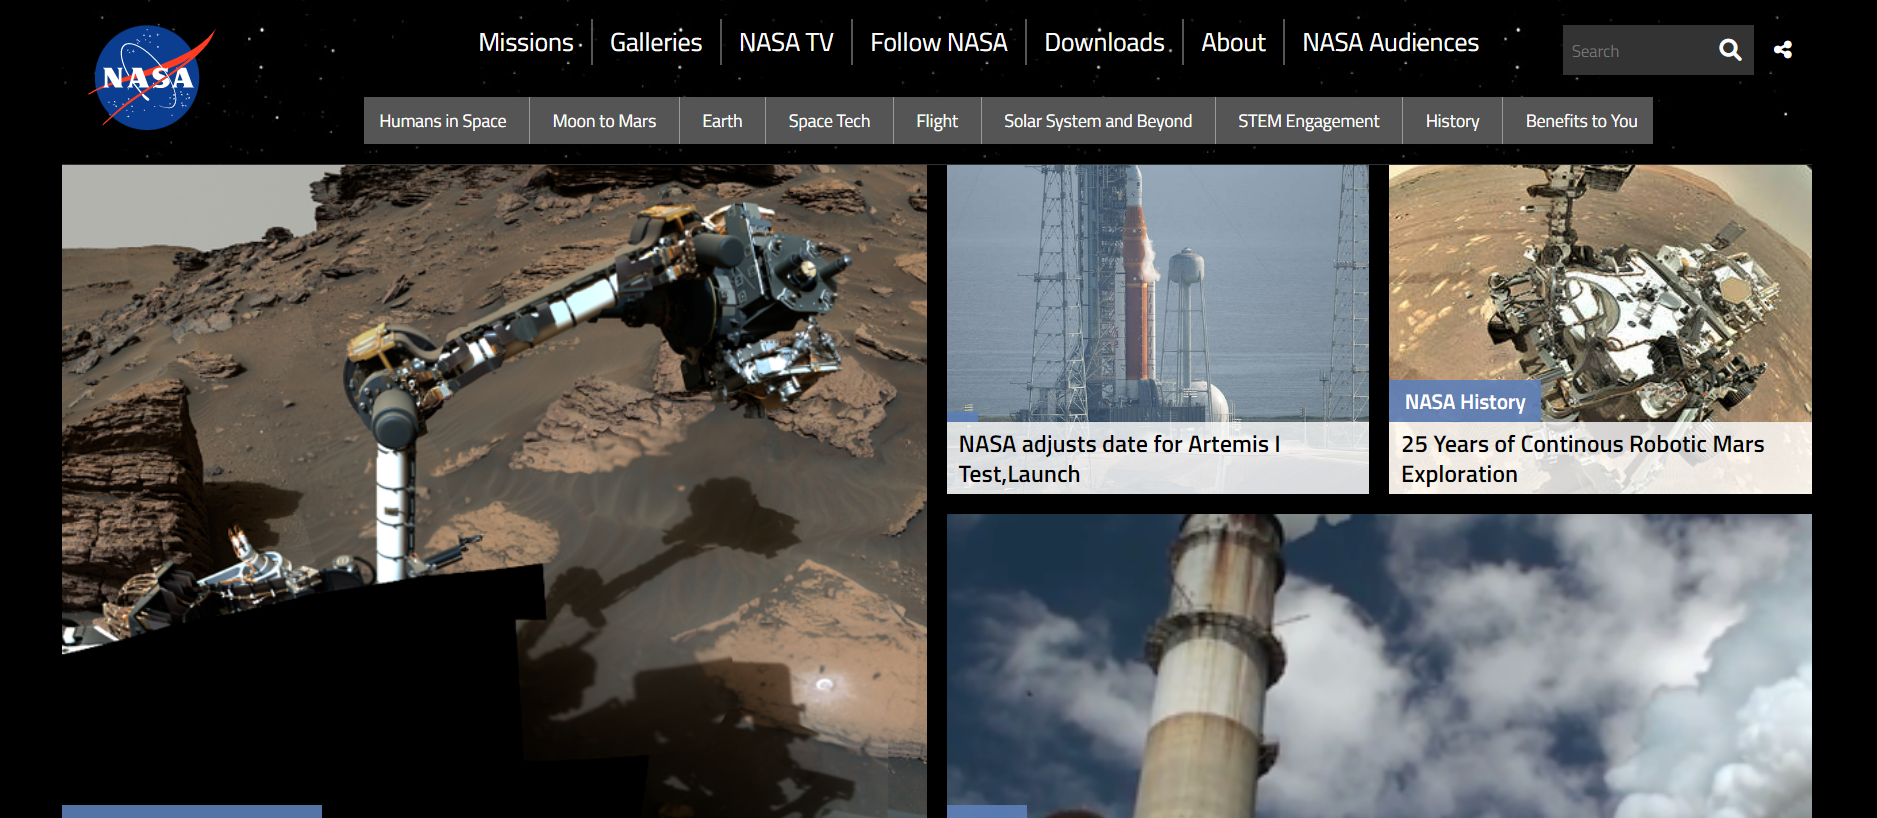 NASA
Missions
Galleries
NASA TV
Follow NASA
Downloads
About
NASA Audiences
Search
Humans in Space
Moon to Mars
Earth
Space Tech
Flight
Solar System and Beyond
STEM Engagement
History
Benefits to You
NASA adjusts date for Artemis I
Test,Launch
NASA History
25 Years of Continous Robotic Mars
Exploration